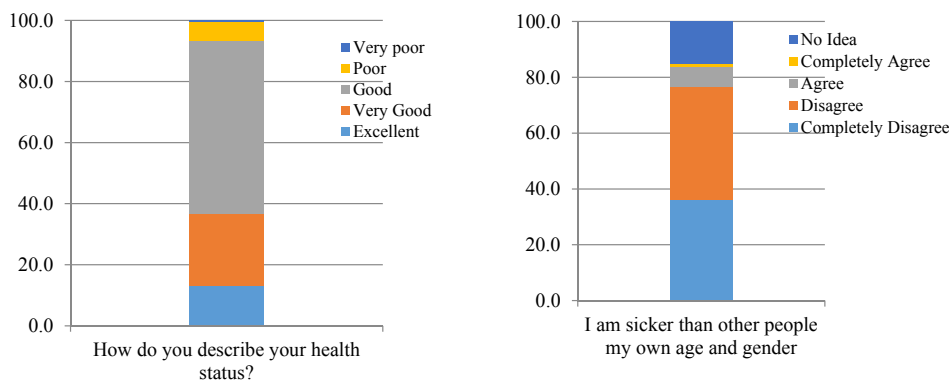 100.0
80.0
60.0
40.0
20.0
0.0
Very poor
Poor
Good
Very Good
Excellent
How do you describe your health
status?
100.0
80.0
60.0
40.0
20.0
0.0
No Idea
Completely Agree
Agree
Disagree
Completely Disagree
I am sicker than other people
my own age and gender